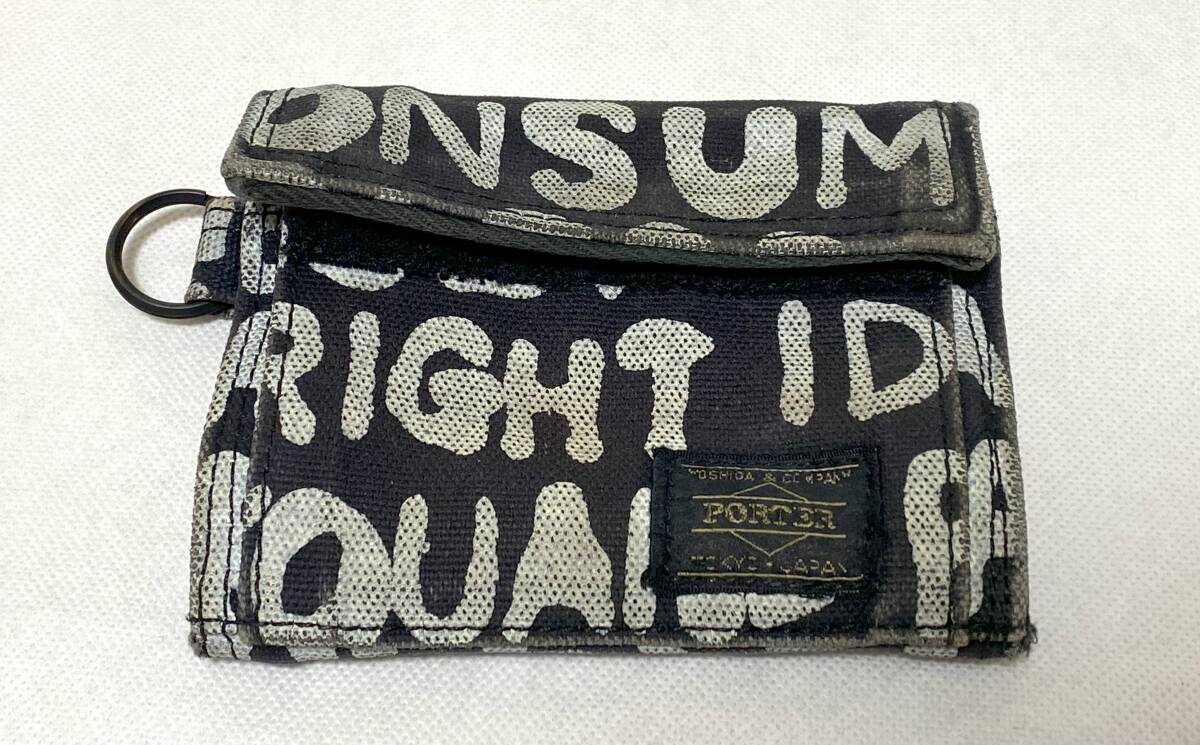 ONSUM
RIGHT ID
QUAL
YOSHIDA & COMPANY
PORTER
TOKYO • JAPAN